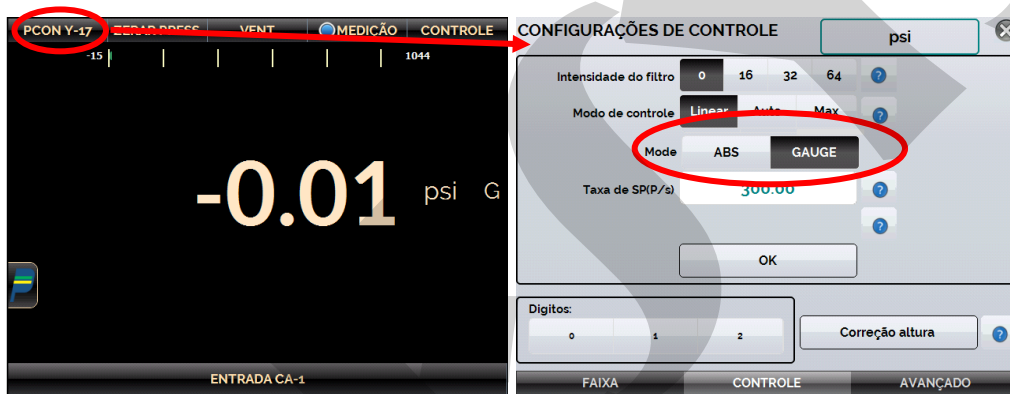 PCON Y-17 ZERAR PRESS VENT MEDIÇÃO CONTROLE
-15 1044
-0.01 psi G
ENTRADA CA-1
CONFIGURAÇÕES DE CONTROLE psi
Intensidade do filtro 0 16 32 64 ?
Modo de controle Linear Auto Max ?
Mode ABS GAUGE
Taxa de SP(P/s) 300.00 ?
?
OK
Digitos:
0 1 2
Correção altura ?
FAIXA CONTROLE AVANÇADO